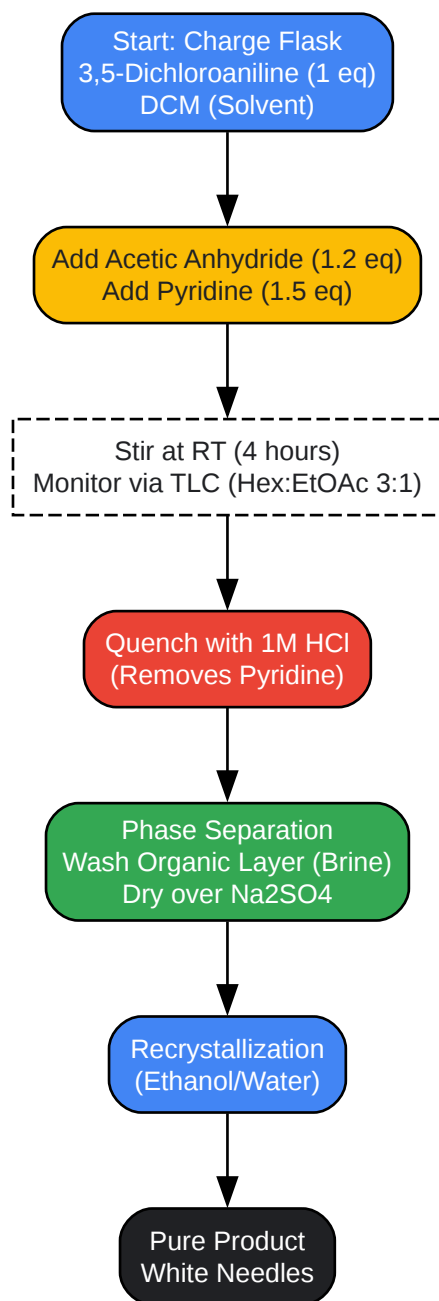 Start: Charge Flask
3,5-Dichloroaniline (1 eq)
DCM (Solvent)
Add Acetic Anhydride (1.2 eq)
Add Pyridine (1.5 eq)
Stir at RT (4 hours)
Monitor via TLC (Hex:EtOAc 3:1)
Quench with 1M HCl
(Removes Pyridine)
Phase Separation
Wash Organic Layer (Brine)
Dry over Na2SO4
Recrystallization
(Ethanol/Water)
Pure Product
White Needles